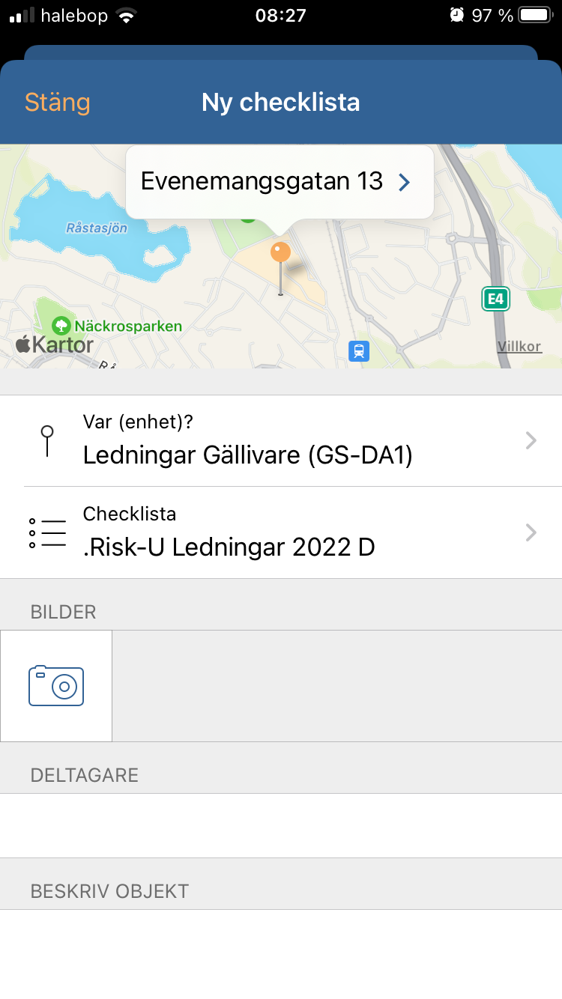 halebop 08:27 97 %
Stäng Ny checklista
Evenemangsgatan 13
Råstasjön
E4
Näckrosparken
Kartor Villkor
Var (enhet)?
Ledningar Gällivare (GS-DA1)
Checklista
.Risk-U Ledningar 2022 D
BILDER
DELTAGARE
BESKRIV OBJEKT